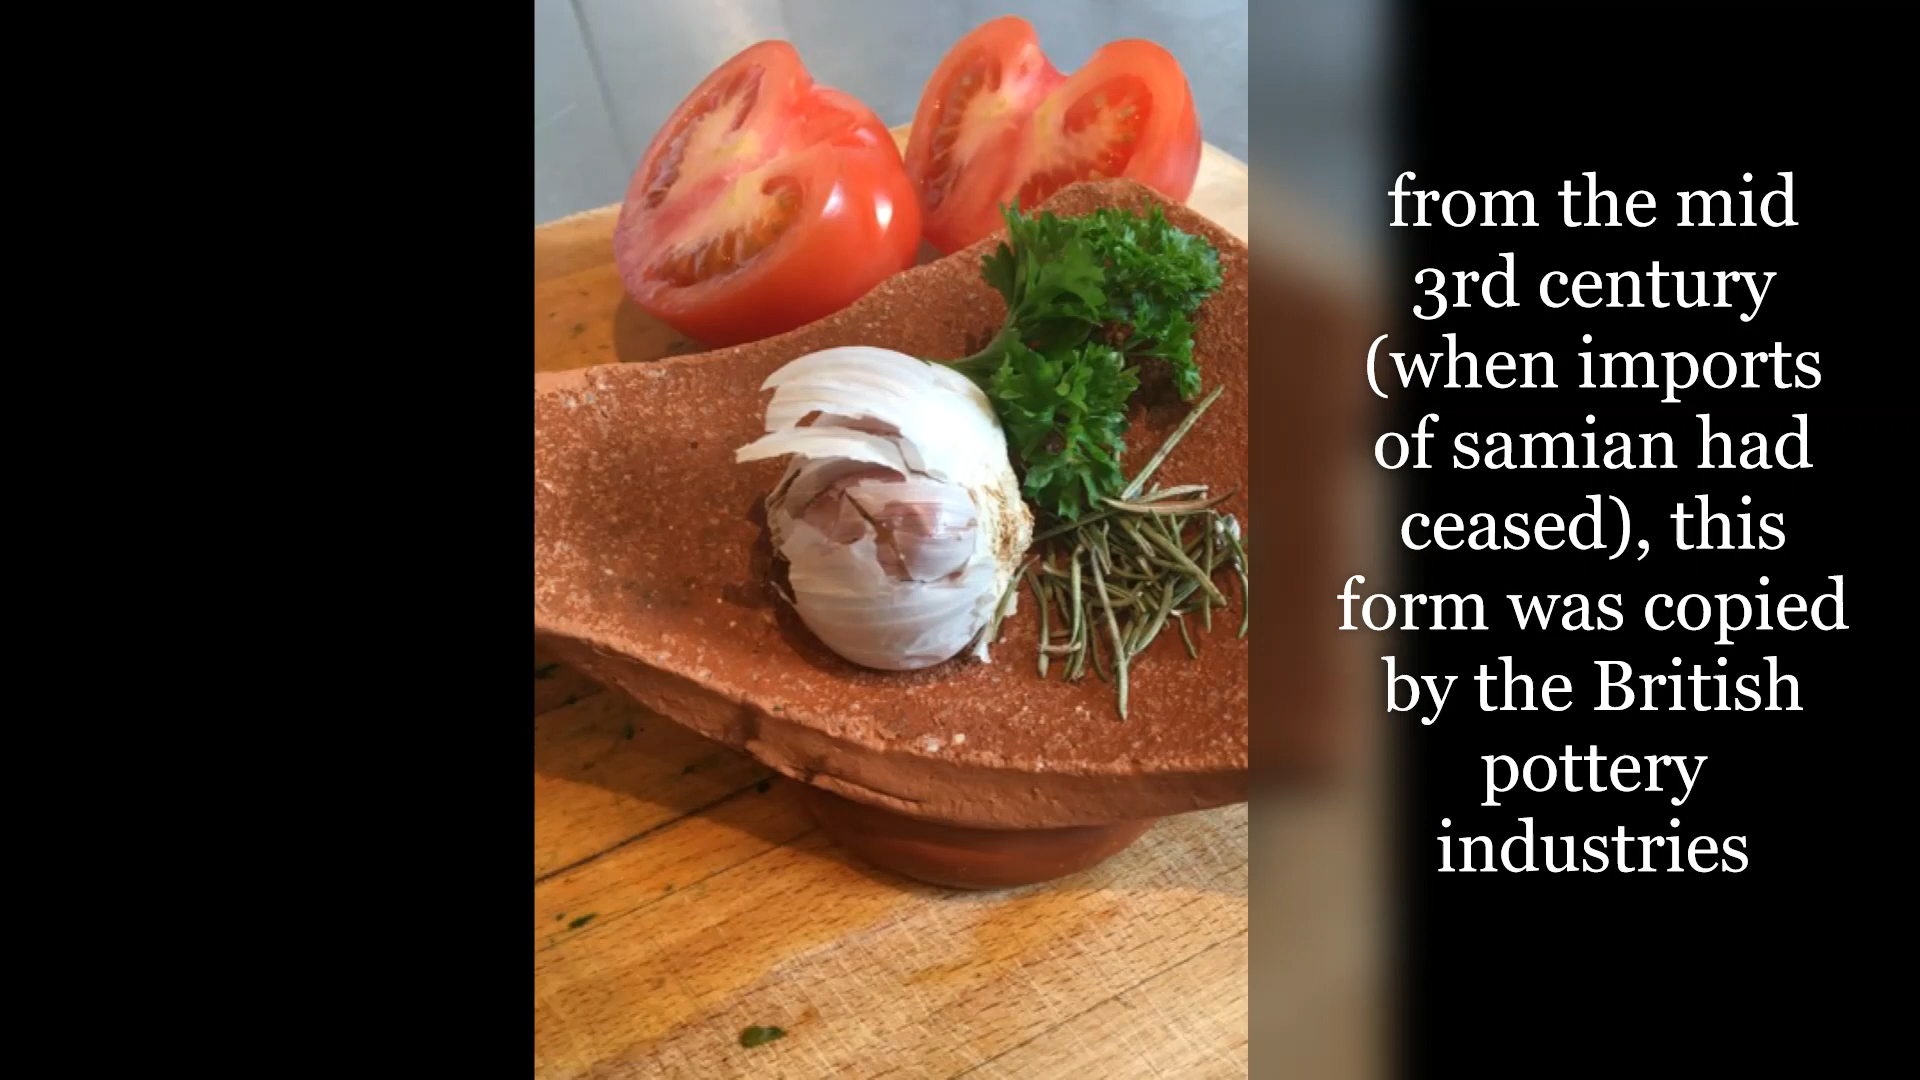 from the mid
3rd century
(when imports
of samian had
ceased), this
form was copied
by the British
pottery
industries